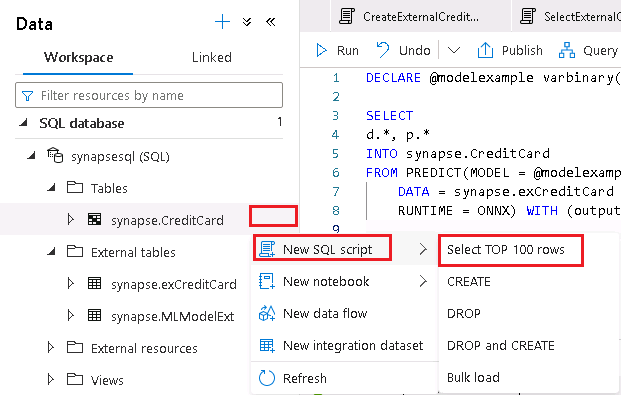 Data
Workspace
Linked
Filter resources by name
SQL database
1
synapsesql (SQL)
Tables
synapse.CreditCard
External tables
synapse.exCreditCard
synapse.MLModelExt
External resources
Views
CreateExternalCredit...
SelectExternalC
Run
Undo
Publish
Query
1 DECLARE @modelexample varbinary(
2
3 SELECT
4 d.*, p.*
5 INTO synapse.CreditCard
6 FROM PREDICT(MODEL = @modelexamp
7 DATA = synapse.exCreditCard
8 RUNTIME = ONNX) WITH (output
9
New SQL script
New notebook
New data flow
New integration dataset
Refresh
Select TOP 100 rows
CREATE
DROP
DROP and CREATE
Bulk load